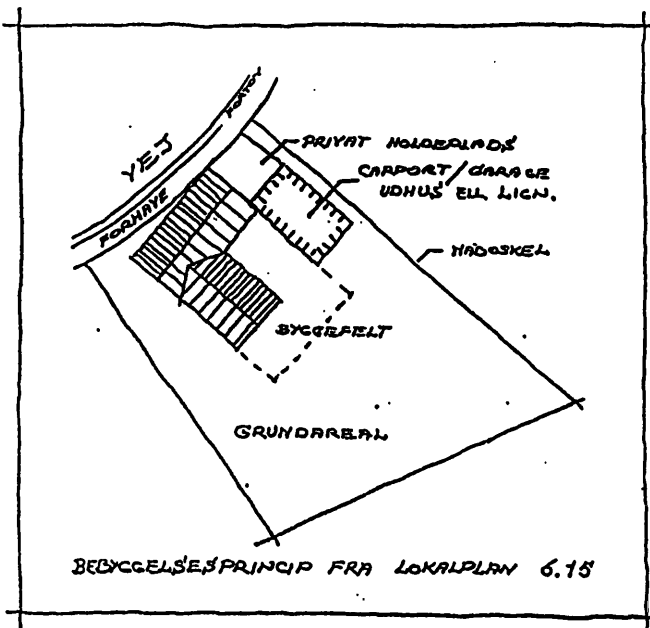 FORTOV
VEJ
PRIVAT HOLDEPLADS
CARPORT / GARAGE
UDHUS ELL LIGN.
FORHAVE
NABOSKEL
BYGGEFELT
GRUNDAREAL
BEBYGGELSESPRINCIP FRA LOKALPLAN 6.15